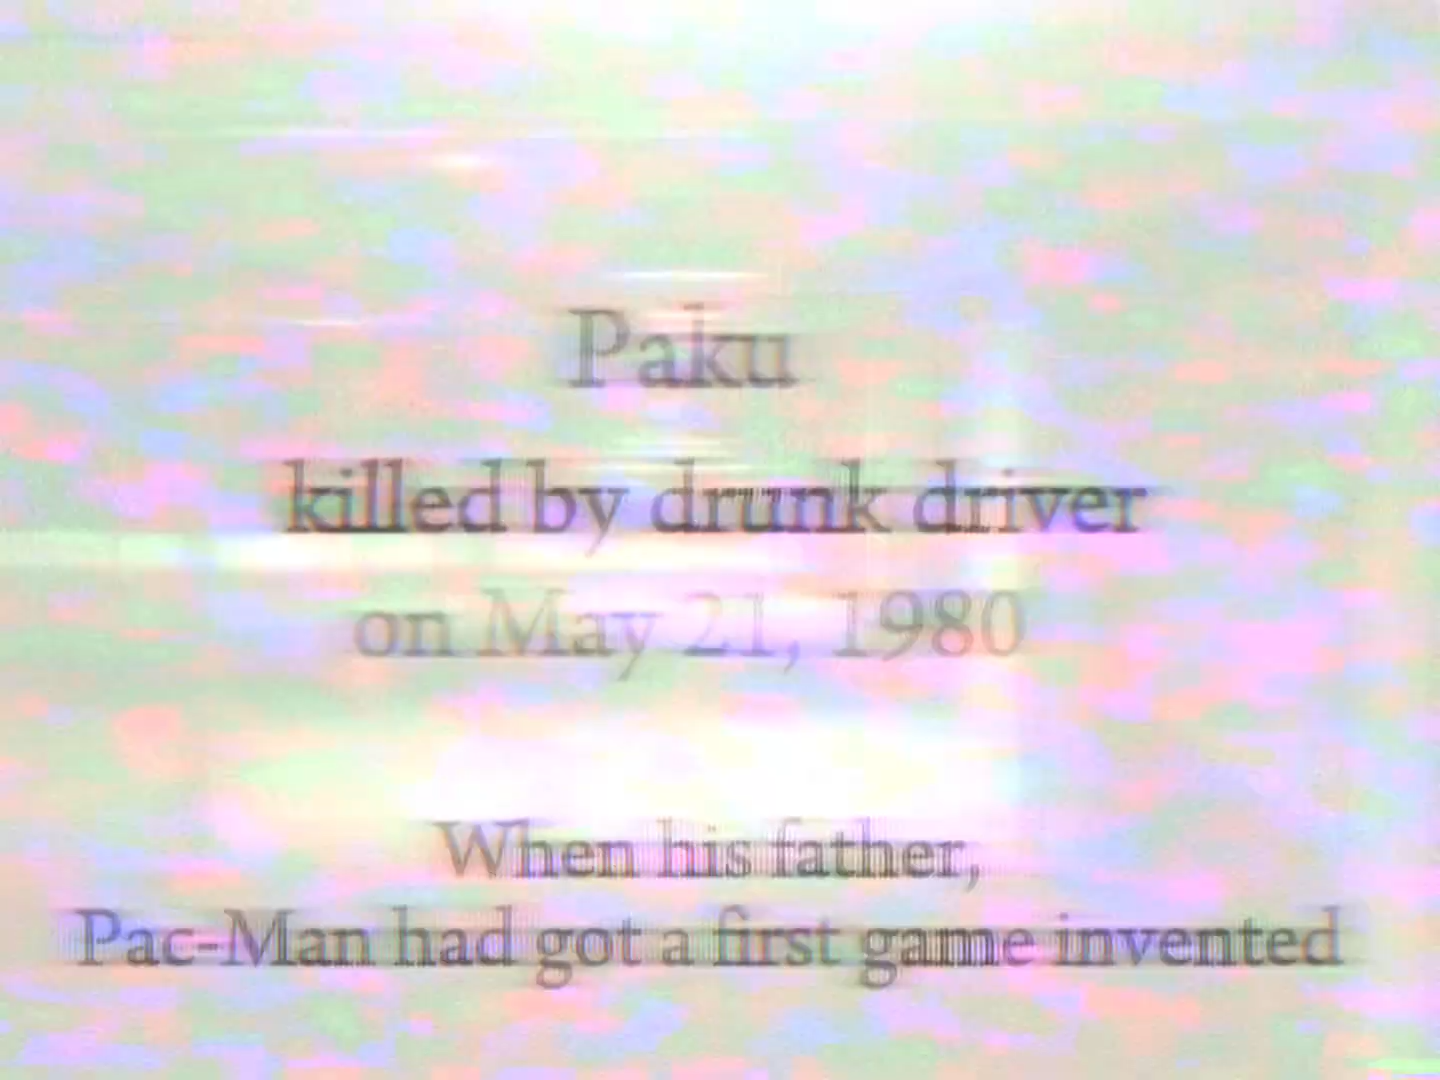 Paku
killed by drunk driver
on May 21, 1980
When his father,
Pac-Man had got a first game invented